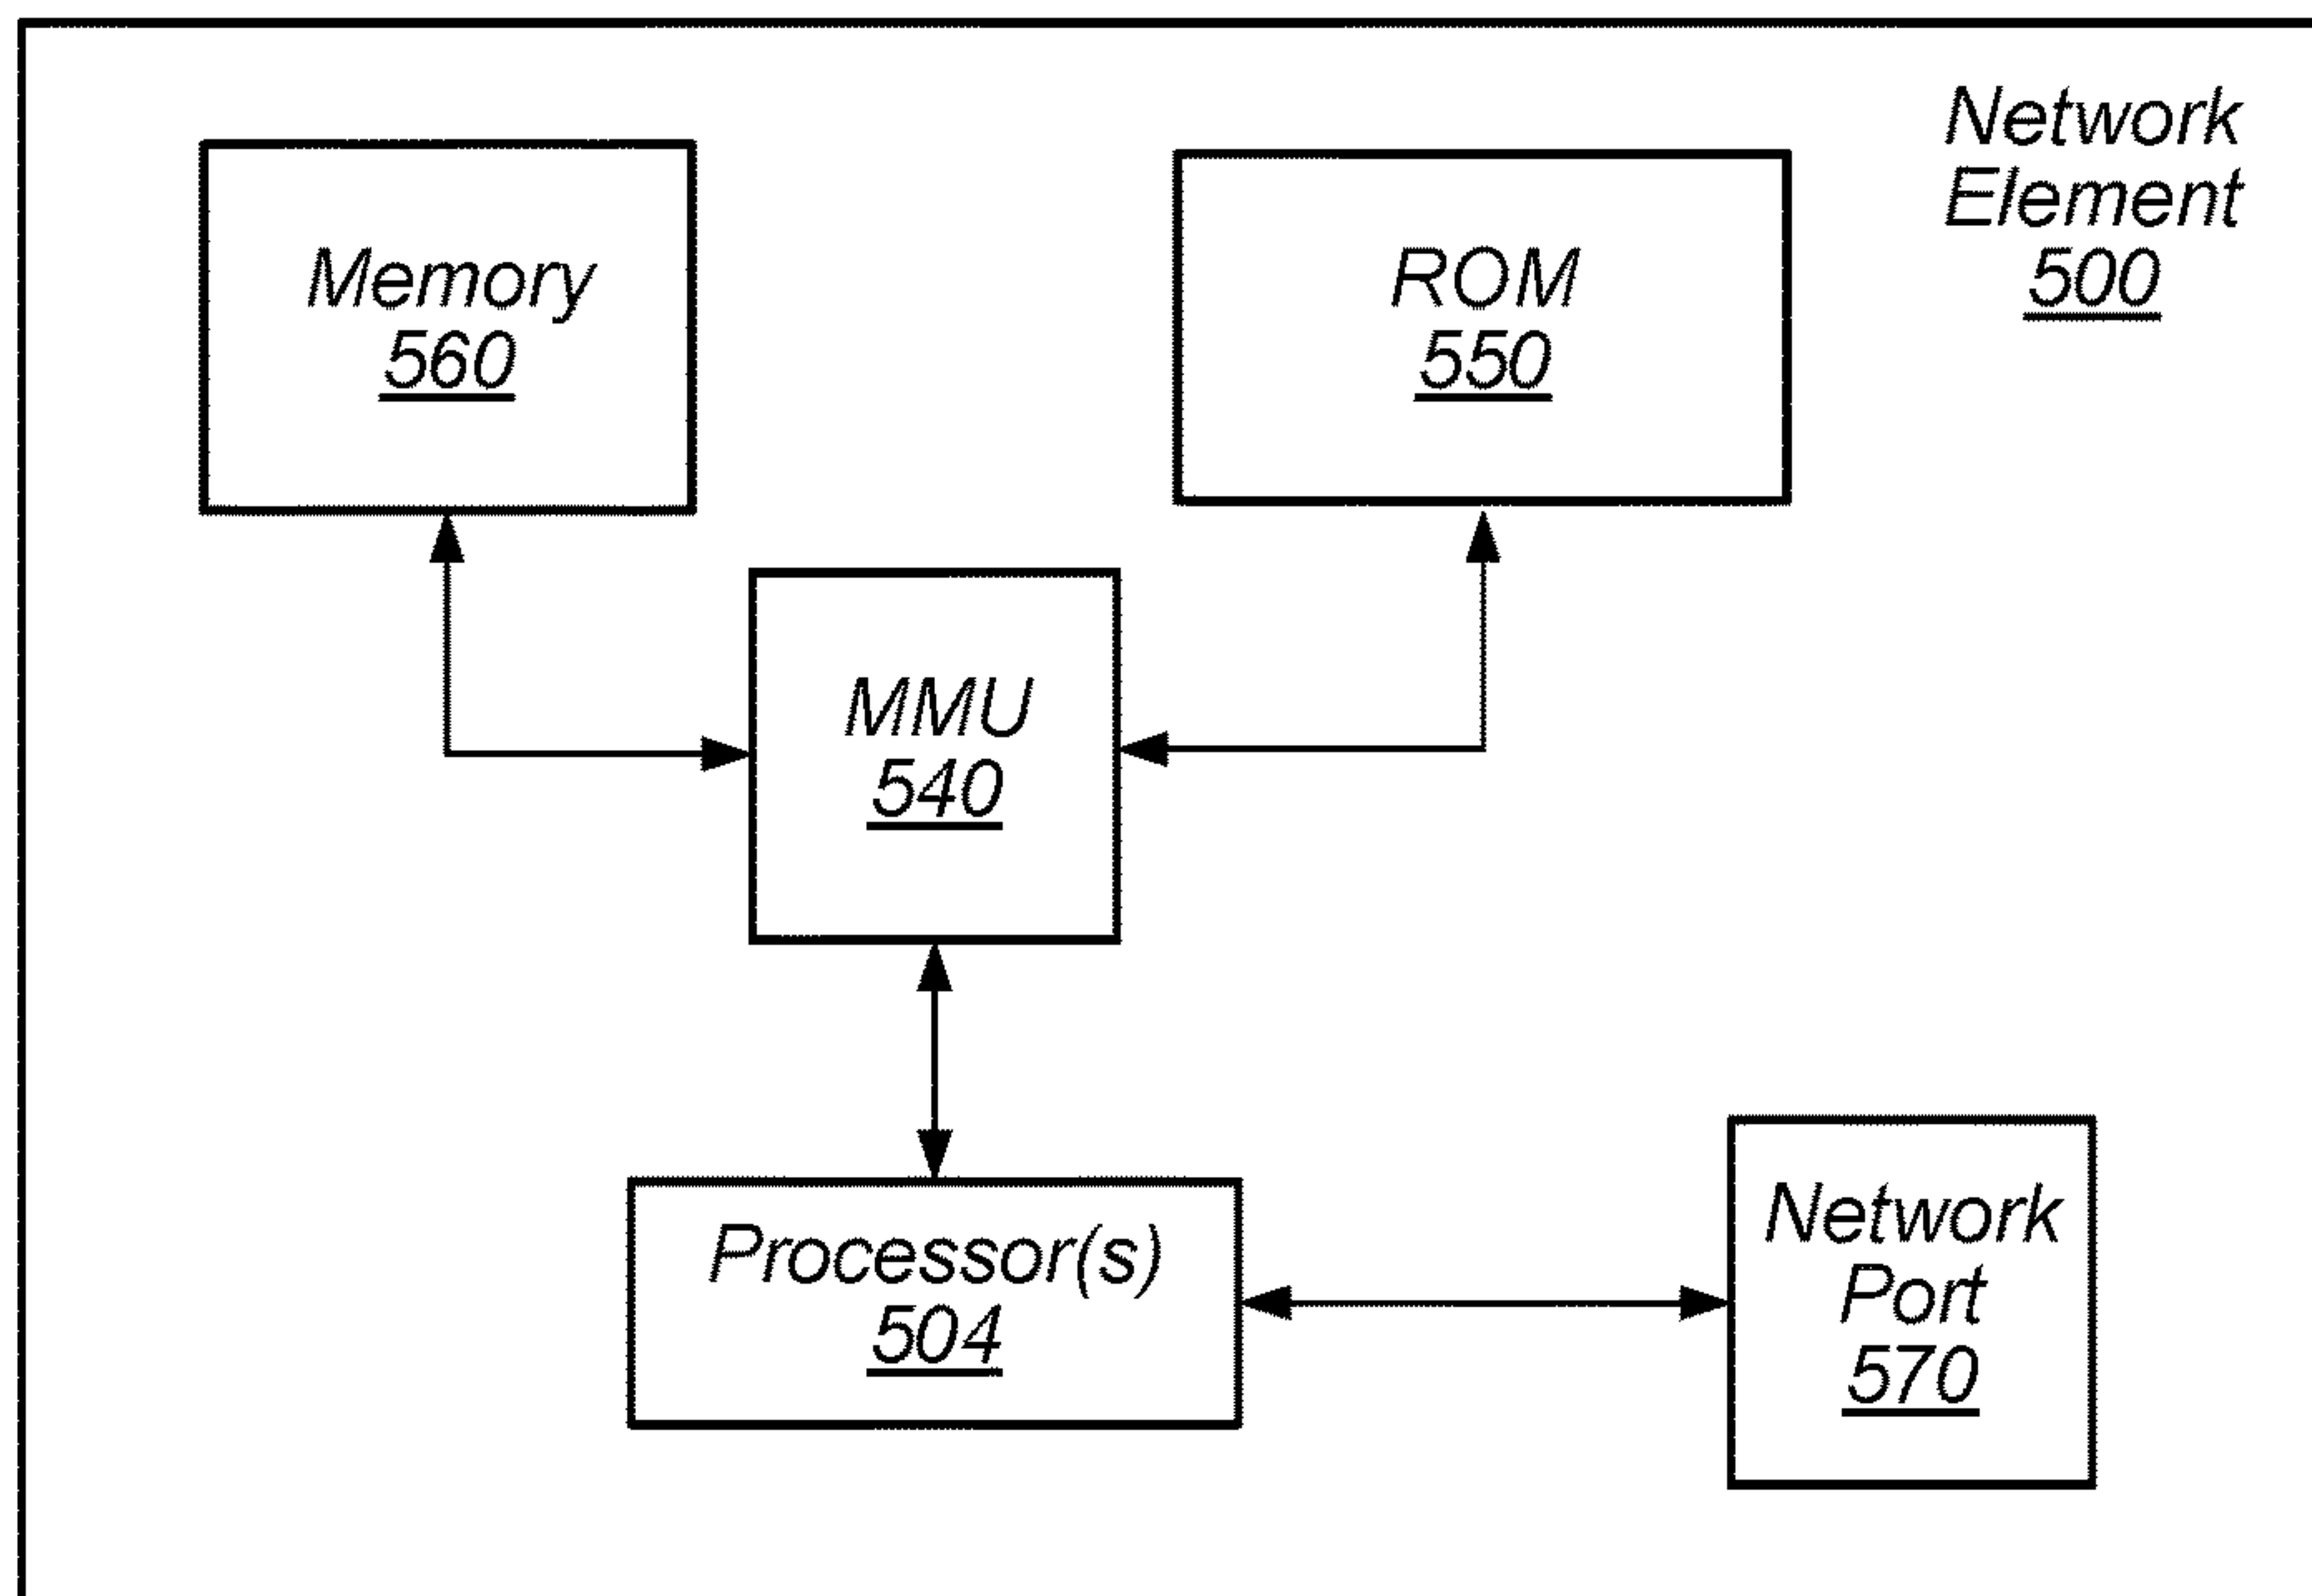 Network
Element
500
Memory
560
ROM
550
MMU
540
Processor(s)
504
Network
Port
570